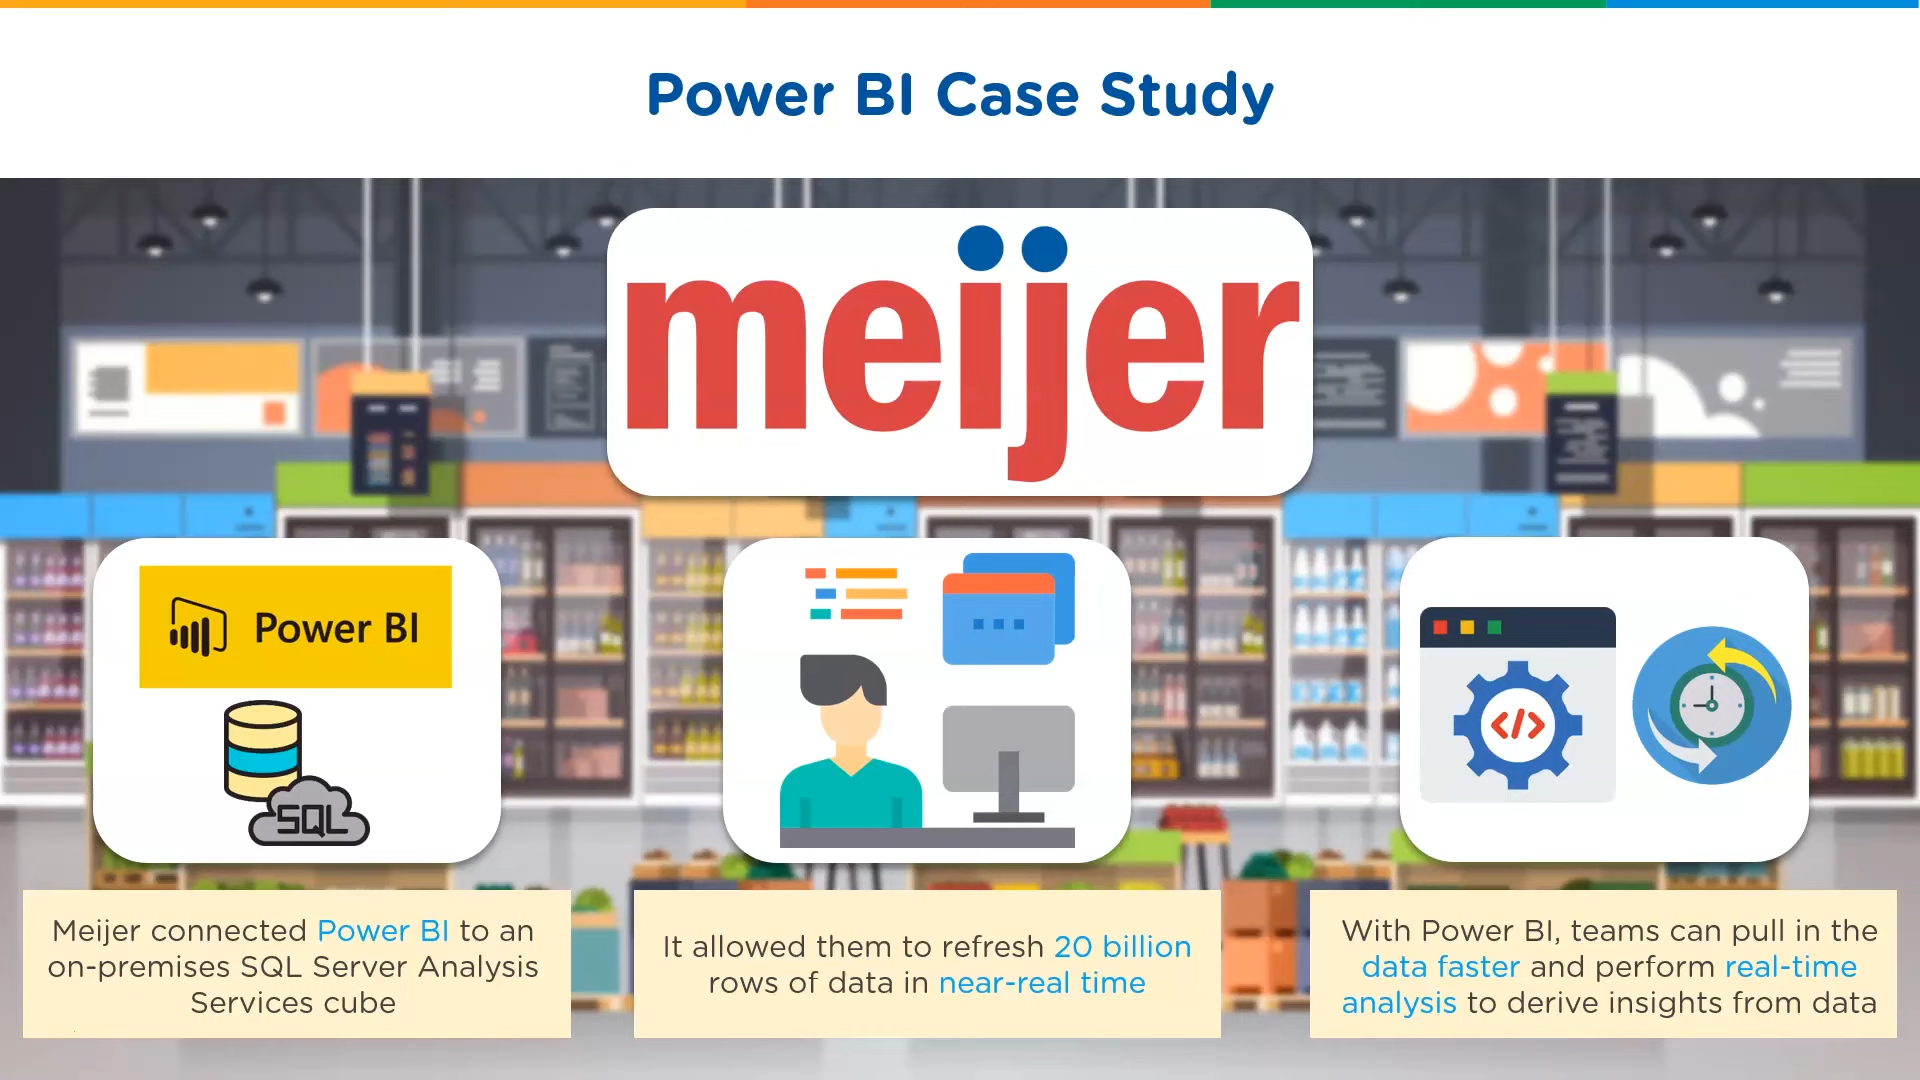 Power BI Case Study
meijer
Power BI
SQL
</>
Meijer connected Power BI to an
on-premises SQL Server Analysis
Services cube
It allowed them to refresh 20 billion
rows of data in near-real time
With Power BI, teams can pull in the
data faster and perform real-time
analysis to derive insights from data